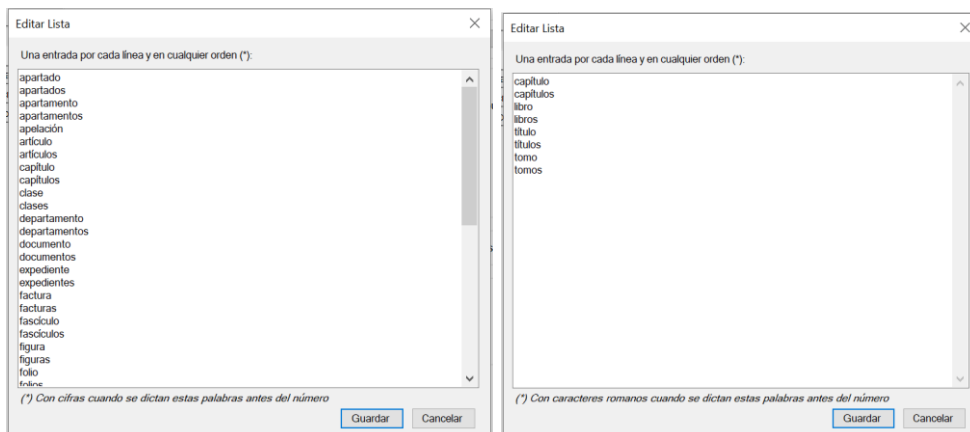 Editar Lista
Una entrada por cada línea y en cualquier orden (*):
apartado
apartados
apartamento
apartamentos
apelación
artículo
artículos
capítulo
capítulos
clase
clases
departamento
departamentos
documento
documentos
expediente
expedientes
factura
facturas
fascículo
fascículos
figura
figuras
folio
folios
(*) Con cifras cuando se dictan estas palabras antes del número
Guardar Cancelar
Editar Lista
Una entrada por cada línea y en cualquier orden (*):
capítulo
capítulos
libro
libros
título
títulos
tomo
tomos
(*) Con caracteres romanos cuando se dictan estas palabras antes del número
Guardar Cancelar